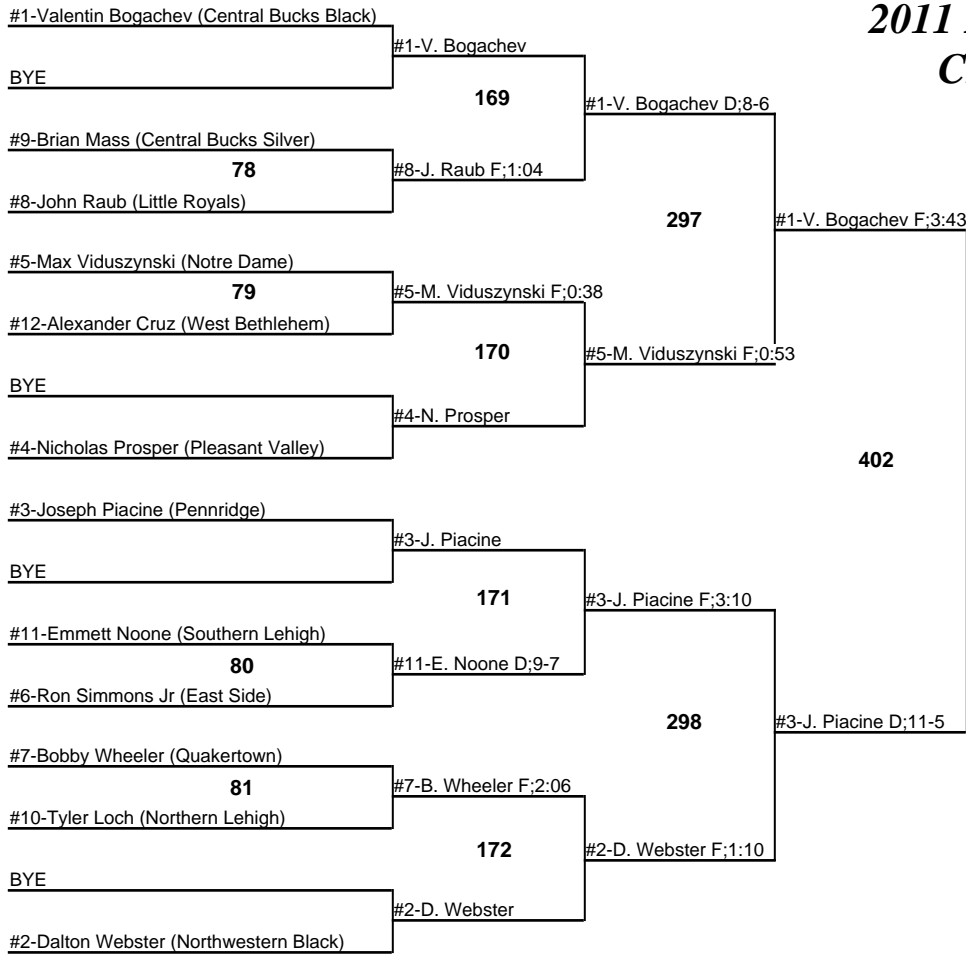 #1-Valentin Bogachev (Central Bucks Black)
2011
#1-V. Bogachev
C
BYE
169
#1-V. Bogachev D;8-6
#9-Brian Mass (Central Bucks Silver)
78
#8-J. Raub F;1:04
#8-John Raub (Little Royals)
297
#1-V. Bogachev F;3:43
#5-Max Viduszynski (Notre Dame)
79
#5-M. Viduszynski F;0:38
#12-Alexander Cruz (West Bethlehem)
170
#5-M. Viduszynski F;0:53
BYE
#4-N. Prosper
#4-Nicholas Prosper (Pleasant Valley)
402
#3-Joseph Piacine (Pennridge)
#3-J. Piacine
BYE
171
#3-J. Piacine F;3:10
#11-Emmett Noone (Southern Lehigh)
80
#11-E. Noone D;9-7
#6-Ron Simmons Jr (East Side)
298
#3-J. Piacine D;11-5
#7-Bobby Wheeler (Quakertown)
81
#7-B. Wheeler F;2:06
#10-Tyler Loch (Northern Lehigh)
172
#2-D. Webster F;1:10
BYE
#2-D. Webster
#2-Dalton Webster (Northwestern Black)